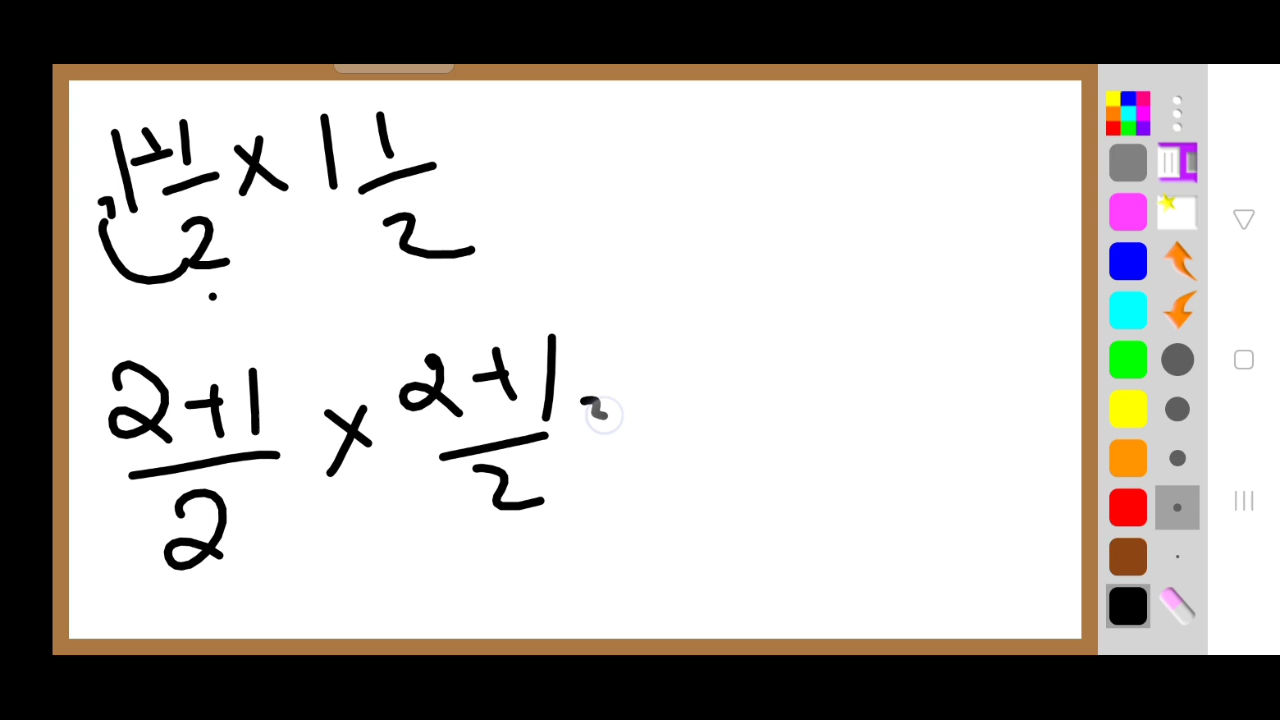 1+1/2 × 1 1/2
(2+1)/2 × (2+1)/2